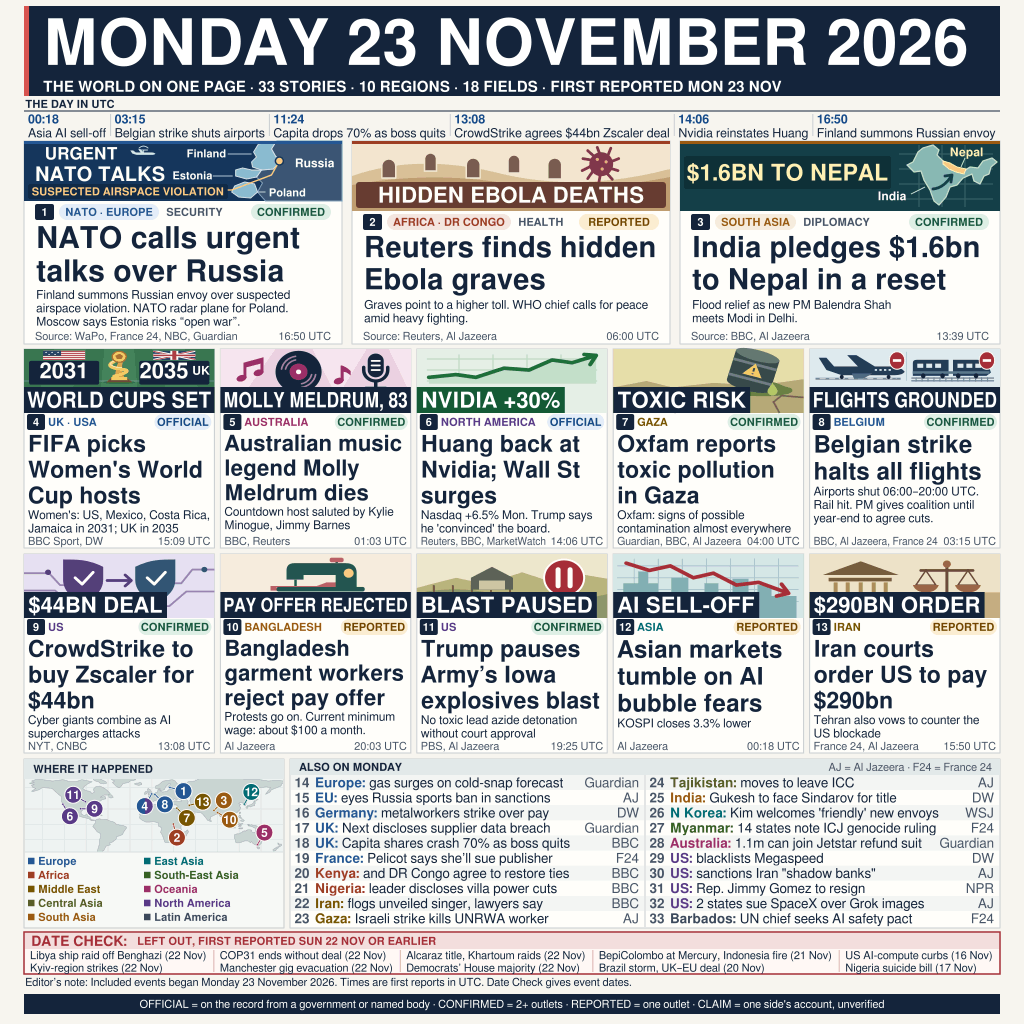 MONDAY 23 NOVEMBER 2026
THE WORLD ON ONE PAGE · 33 STORIES · 10 REGIONS · 18 FIELDS · FIRST REPORTED MON 23 NOV
THE DAY IN UTC
00:18
Asia AI sell-off
03:15
Belgian strike shuts airports
11:24
Capita drops 70% as boss quits
13:08
CrowdStrike agrees $44bn Zscaler deal
14:06
Nvidia reinstates Huang
16:50
Finland summons Russian envoy
URGENT
NATO TALKS
SUSPECTED AIRSPACE VIOLATION
Finland
Estonia
Russia
Poland
1 NATO · EUROPE SECURITY CONFIRMED
NATO calls urgent
talks over Russia
Finland summons Russian envoy over suspected
airspace violation. NATO radar plane for Poland.
Moscow says Estonia risks “open war”.
Source: WaPo, France 24, NBC, Guardian 16:50 UTC
HIDDEN EBOLA DEATHS
2 AFRICA · DR CONGO HEALTH REPORTED
Reuters finds hidden
Ebola graves
Graves point to a higher toll. WHO chief calls for peace
amid heavy fighting.
Source: Reuters, Al Jazeera 06:00 UTC
$1.6BN TO NEPAL
Nepal
India
3 SOUTH ASIA DIPLOMACY CONFIRMED
India pledges $1.6bn
to Nepal in a reset
Flood relief as new PM Balendra Shah
meets Modi in Delhi.
Source: BBC, Al Jazeera 13:39 UTC
2031 2035 UK
WORLD CUPS SET
4 UK · USA OFFICIAL
FIFA picks
Women's World
Cup hosts
Women's: US, Mexico, Costa Rica,
Jamaica in 2031; UK in 2035
BBC Sport, DW 15:09 UTC
MOLLY MELDRUM, 83
5 AUSTRALIA CONFIRMED
Australian music
legend Molly
Meldrum dies
Countdown host saluted by Kylie
Minogue, Jimmy Barnes
BBC, Reuters 01:03 UTC
NVIDIA +30%
6 NORTH AMERICA OFFICIAL
Huang back at
Nvidia; Wall St
surges
Nasdaq +6.5% Mon. Trump says
he 'convinced' the board.
Reuters, BBC, MarketWatch 14:06 UTC
TOXIC RISK
7 GAZA CONFIRMED
Oxfam reports
toxic pollution
in Gaza
Oxfam: signs of possible
contamination almost everywhere
Guardian, BBC, Al Jazeera 04:00 UTC
FLIGHTS GROUNDED
8 BELGIUM CONFIRMED
Belgian strike
halts all flights
Airports shut 06:00–20:00 UTC.
Rail hit. PM gives coalition until
year-end to agree cuts.
BBC, Al Jazeera, France 24 03:15 UTC
$44BN DEAL
9 US CONFIRMED
CrowdStrike to
buy Zscaler for
$44bn
Cyber giants combine as AI
supercharges attacks
NYT, CNBC 13:08 UTC
PAY OFFER REJECTED
10 BANGLADESH REPORTED
Bangladesh
garment workers
reject pay offer
Protests go on. Current minimum
wage: about $100 a month.
Al Jazeera 20:03 UTC
BLAST PAUSED
11 US CONFIRMED
Trump pauses
Army’s Iowa
explosives blast
No toxic lead azide detonation
without court approval
PBS, Al Jazeera 19:25 UTC
AI SELL-OFF
12 ASIA REPORTED
Asian markets
tumble on AI
bubble fears
KOSPI closes 3.3% lower
Al Jazeera 00:18 UTC
$290BN ORDER
13 IRAN REPORTED
Iran courts
order US to pay
$290bn
Tehran also vows to counter the
US blockade
France 24, Al Jazeera 15:50 UTC
WHERE IT HAPPENED
11
9
6
4
8
1
7
13
3
10
12
2
5
Europe
Africa
Middle East
Central Asia
South Asia
East Asia
South-East Asia
Oceania
North America
Latin America
ALSO ON MONDAY AJ = Al Jazeera · F24 = France 24
14 Europe: gas surges on cold-snap forecast Guardian
15 EU: eyes Russia sports ban in sanctions AJ
16 Germany: metalworkers strike over pay DW
17 UK: Next discloses supplier data breach Guardian
18 UK: Capita shares crash 70% as boss quits BBC
19 France: Pelicot says she’ll sue publisher F24
20 Kenya: and DR Congo agree to restore ties BBC
21 Nigeria: leader discloses villa power cuts BBC
22 Iran: flogs unveiled singer, lawyers say BBC
23 Gaza: Israeli strike kills UNRWA worker AJ
24 Tajikistan: moves to leave ICC AJ
25 India: Gukesh to face Sindarov for title DW
26 N Korea: Kim welcomes 'friendly' new envoys WSJ
27 Myanmar: 14 states note ICJ genocide ruling F24
28 Australia: 1.1m can join Jetstar refund suit Guardian
29 US: blacklists Megaspeed DW
30 US: sanctions Iran "shadow banks" AJ
31 US: Rep. Jimmy Gomez to resign NPR
32 US: 2 states sue SpaceX over Grok images AJ
33 Barbados: UN chief seeks AI safety pact F24
DATE CHECK: LEFT OUT, FIRST REPORTED SUN 22 NOV OR EARLIER
Libya ship raid off Benghazi (22 Nov)
Kyiv-region strikes (22 Nov)
COP31 ends without deal (22 Nov)
Manchester gig evacuation (22 Nov)
Alcaraz title, Khartoum raids (22 Nov)
Democrats’ House majority (22 Nov)
BepiColombo at Mercury, Indonesia fire (21 Nov)
Brazil storm, UK–EU deal (20 Nov)
US AI-compute curbs (16 Nov)
Nigeria suicide bill (17 Nov)
Editor’s note: Included events began Monday 23 November 2026. Times are first reports in UTC. Date Check gives event dates.
OFFICIAL = on the record from a government or named body · CONFIRMED = 2+ outlets · REPORTED = one outlet · CLAIM = one side’s account, unverified